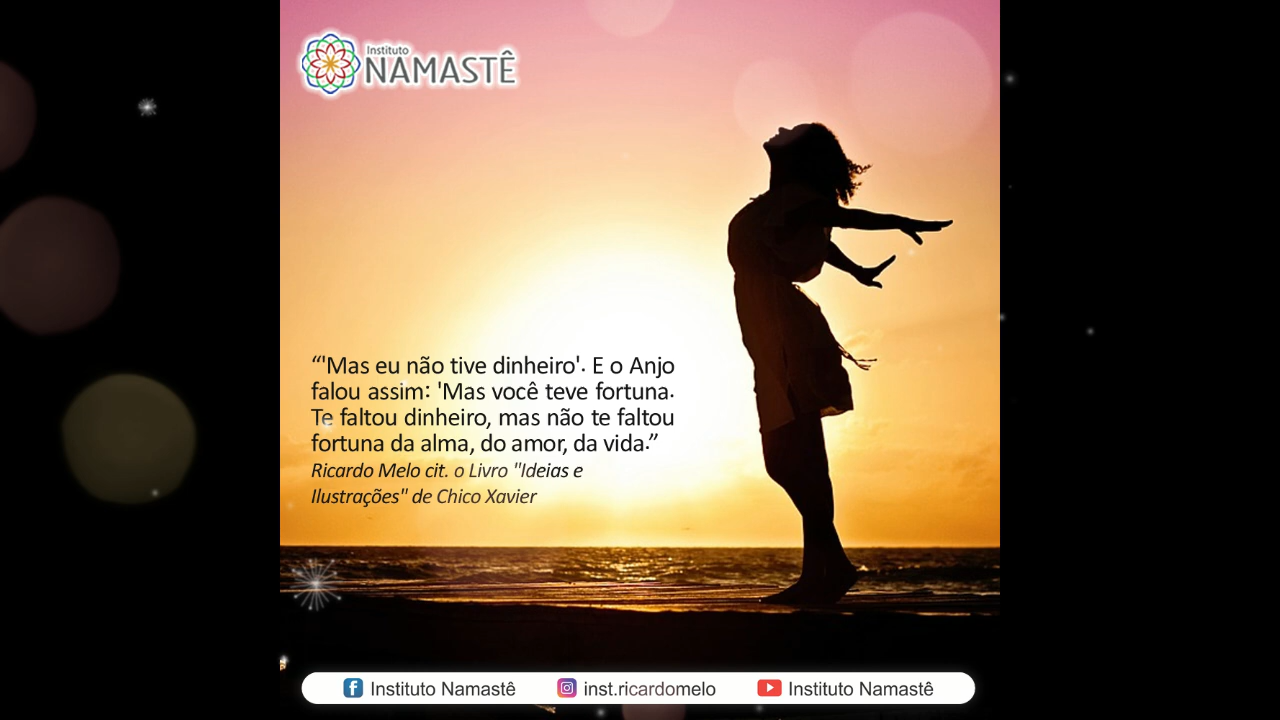 Instituto
NAMASTÊ
“'Mas eu não tive dinheiro'. E o Anjo
falou assim: 'Mas você teve fortuna.
Te faltou dinheiro, mas não te faltou
fortuna da alma, do amor, da vida.”
Ricardo Melo cit. o Livro "Ideias e
Ilustrações" de Chico Xavier
Instituto Namastê inst.ricardomelo Instituto Namastê